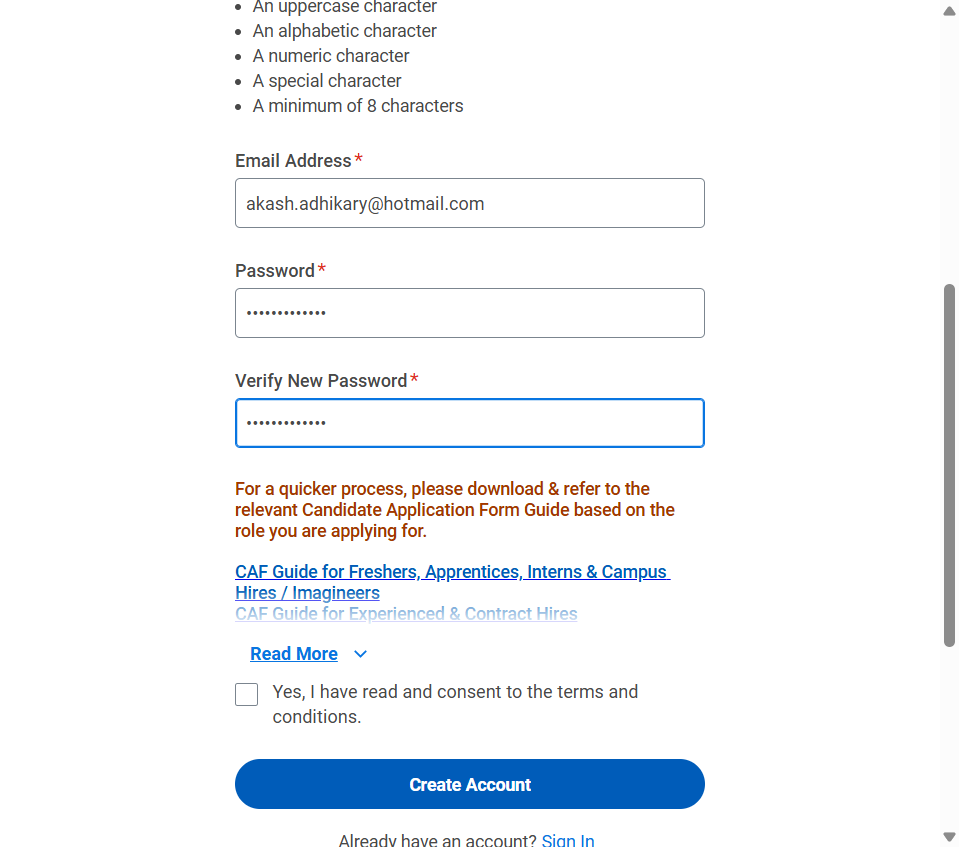 An uppercase character
An alphabetic character
A numeric character
A special character
A minimum of 8 characters
Email Address*
akash.adhikary@hotmail.com
Password*
•••••••••••••
Verify New Password*
•••••••••••••
For a quicker process, please download & refer to the
relevant Candidate Application Form Guide based on the
role you are applying for.
CAF Guide for Freshers, Apprentices, Interns & Campus
Hires / Imagineers
CAF Guide for Experienced & Contract Hires
Read More
Yes, I have read and consent to the terms and
conditions.
Create Account
Already have an account? Sign In